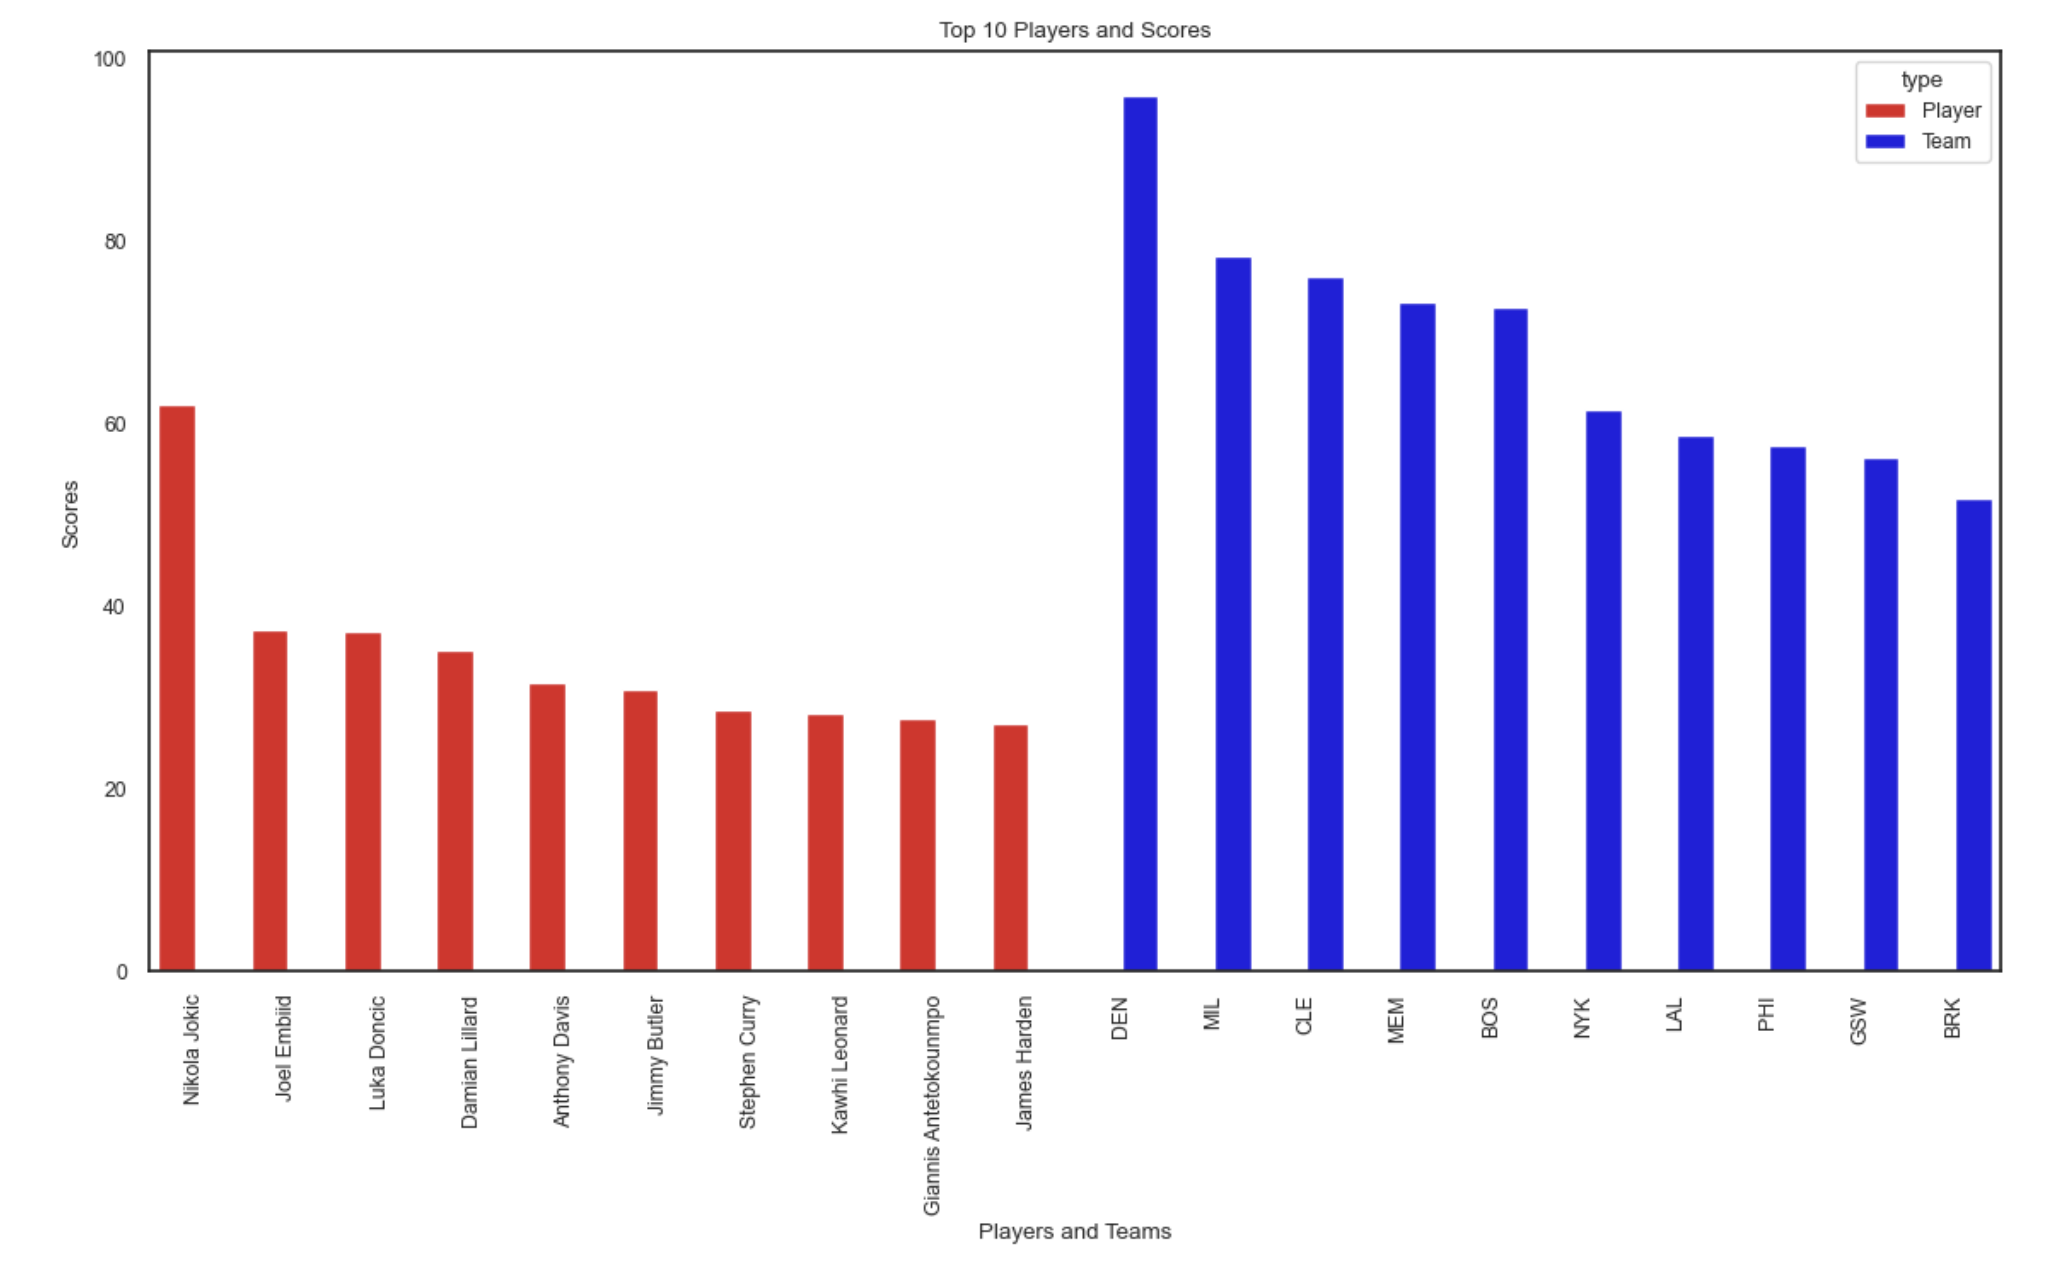 Top 10 Players and Scores
type
Player
Team
Scores
100
80
60
40
20
0
Nikola Jokic
Joel Embiid
Luka Doncic
Damian Lillard
Anthony Davis
Jimmy Butler
Stephen Curry
Kawhi Leonard
Giannis Antetokounmpo
James Harden
DEN
MIL
CLE
MEM
BOS
NYK
LAL
PHI
GSW
BRK
Players and Teams